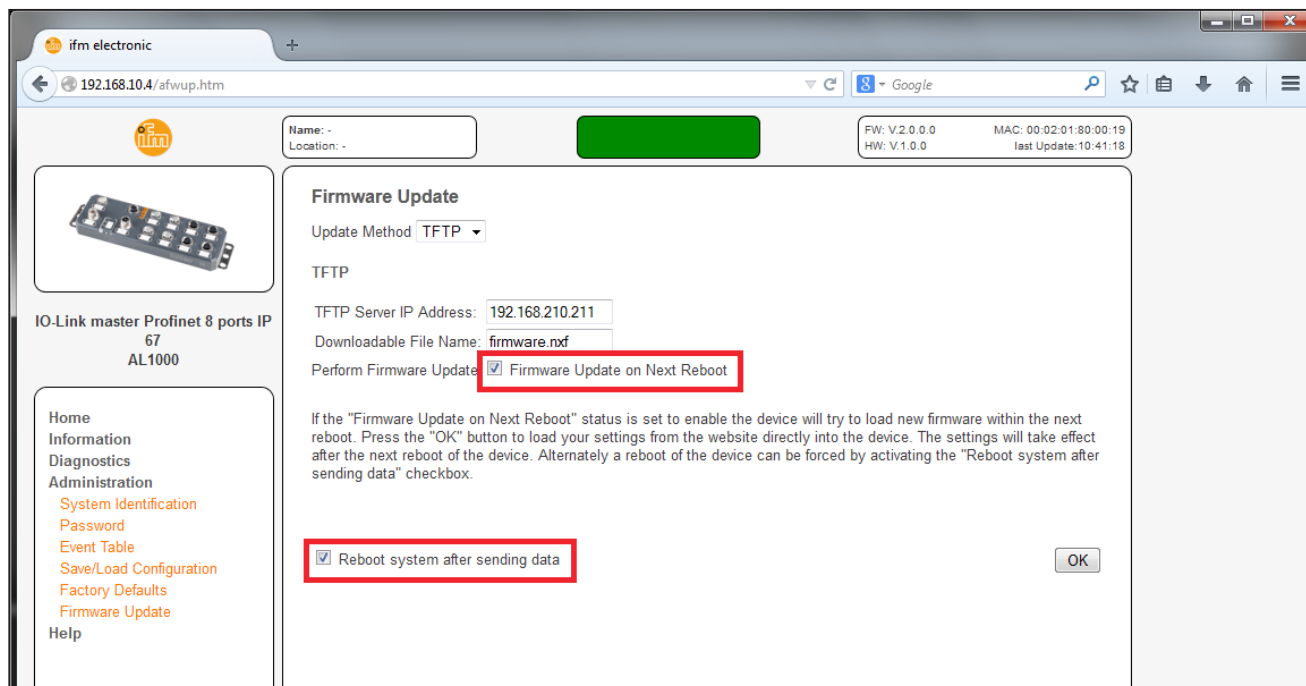 ifm electronic
192.168.10.4/afwup.htm
Google
ifm
Name: -
Location: -
FW: V.2.0.0.0
HW: V.1.0.0
MAC: 00:02:01:80:00:19
last Update:10:41:18
IO-Link master Profinet 8 ports IP
67
AL1000
Home
Information
Diagnostics
Administration
System Identification
Password
Event Table
Save/Load Configuration
Factory Defaults
Firmware Update
Help
Firmware Update
Update Method TFTP
TFTP
TFTP Server IP Address: 192.168.210.211
Downloadable File Name: firmware.nxf
Perform Firmware Update Firmware Update on Next Reboot
If the "Firmware Update on Next Reboot" status is set to enable the device will try to load new firmware within the next
reboot. Press the "OK" button to load your settings from the website directly into the device. The settings will take effect
after the next reboot of the device. Alternately a reboot of the device can be forced by activating the "Reboot system after
sending data" checkbox.
Reboot system after sending data
OK